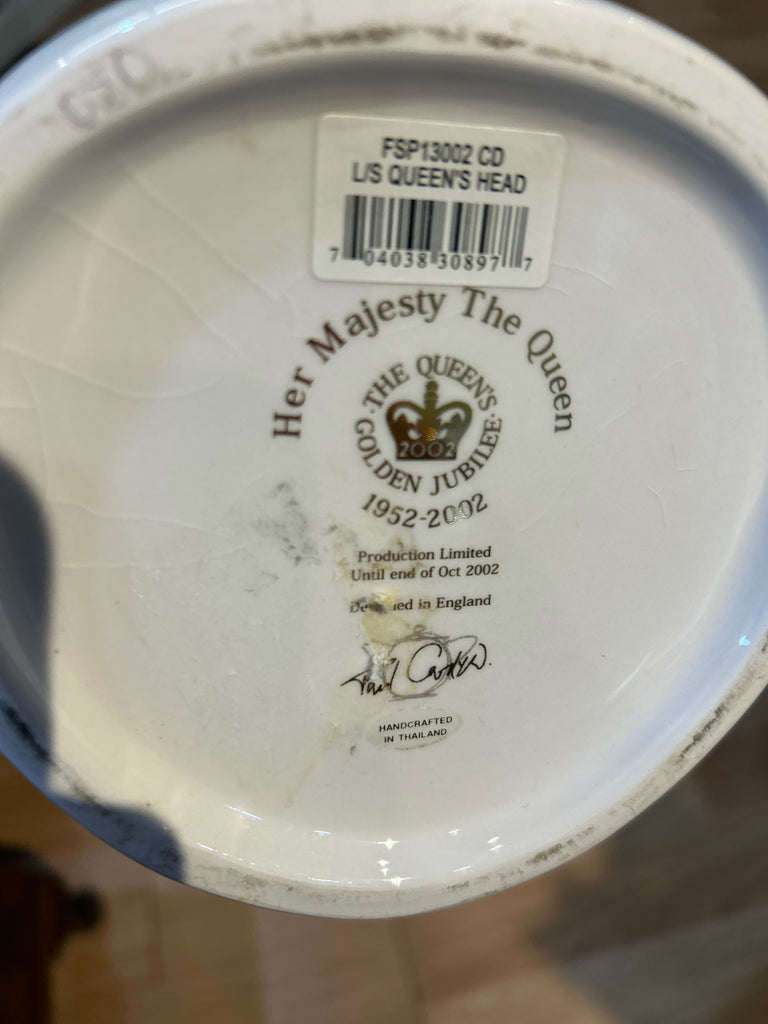 FSP13002 CD
L/S QUEEN'S HEAD
7 04038 30897 7
Her Majesty The Queen
·THE QUEEN'S·
GOLDEN JUBILEE
2002
1952-2002
Production Limited
Until end of Oct 2002
in England
HANDCRAFTED
IN THAILAND